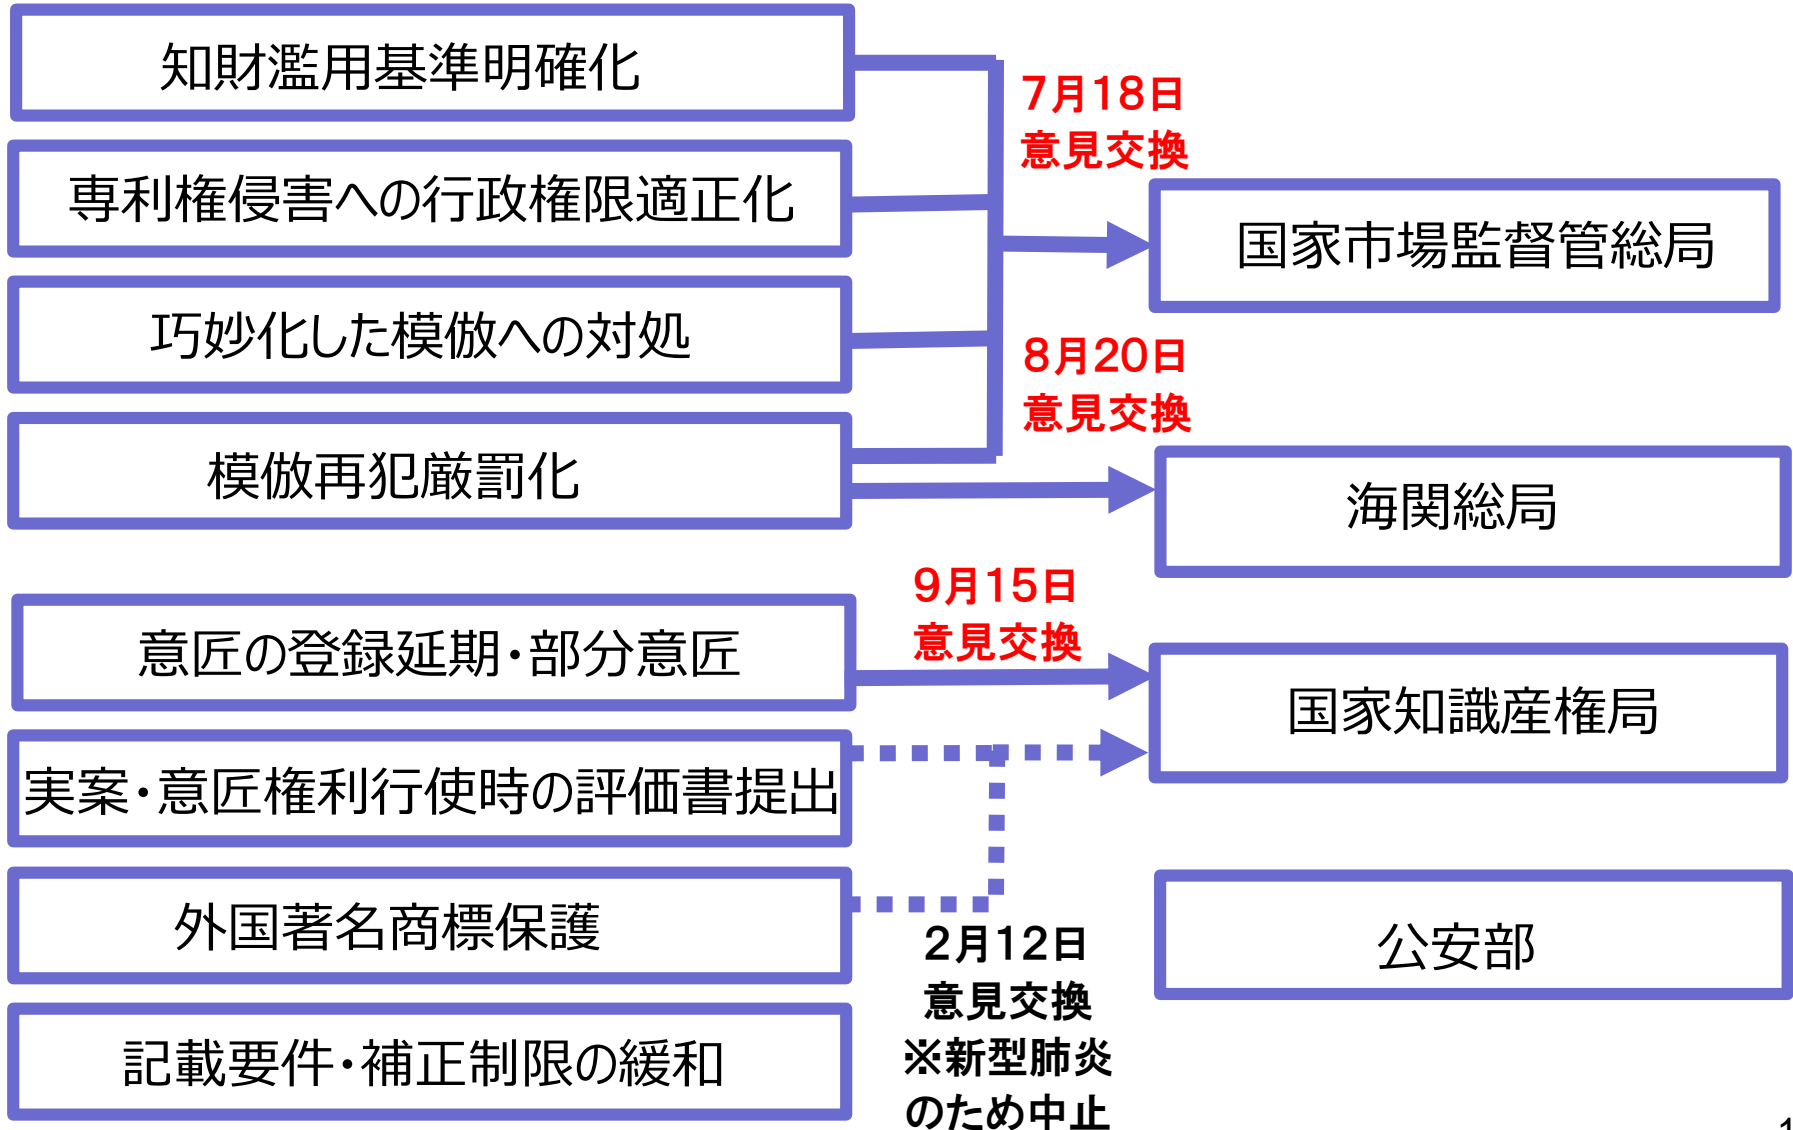 知財濫用基準明確化
専利権侵害への行政権限適正化
巧妙化した模倣への対処
模倣再犯厳罰化
意匠の登録延期・部分意匠
実案・意匠権利行使時の評価書提出
外国著名商標保護
記載要件・補正制限の緩和
7月18日
意見交換
8月20日
意見交換
9月15日
意見交換
2月12日
意見交換
※新型肺炎
のため中止
国家市場監督管総局
海関総局
国家知識産権局
公安部